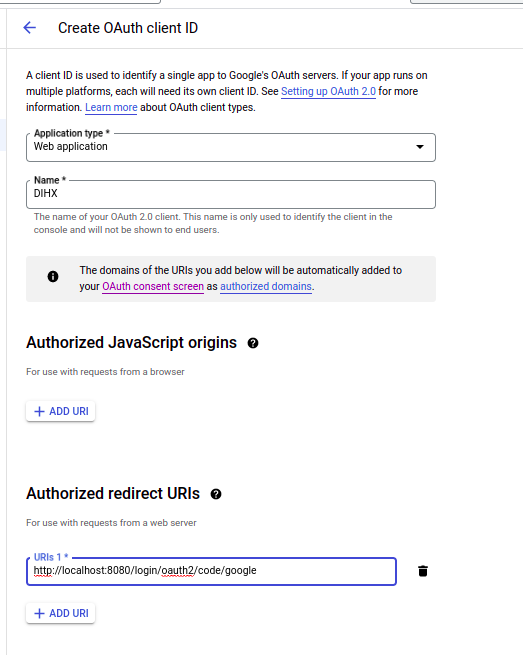 Create OAuth client ID
A client ID is used to identify a single app to Google's OAuth servers. If your app runs on
multiple platforms, each will need its own client ID. See Setting up OAuth 2.0 for more
information. Learn more about OAuth client types.
Application type *
Web application
Name *
DIHX
The name of your OAuth 2.0 client. This name is only used to identify the client in the
console and will not be shown to end users.
The domains of the URIs you add below will be automatically added to
your OAuth consent screen as authorized domains.
Authorized JavaScript origins
For use with requests from a browser
+ ADD URI
Authorized redirect URIs
For use with requests from a web server
URIs 1 *
http://localhost:8080/login/oauth2/code/google
+ ADD URI